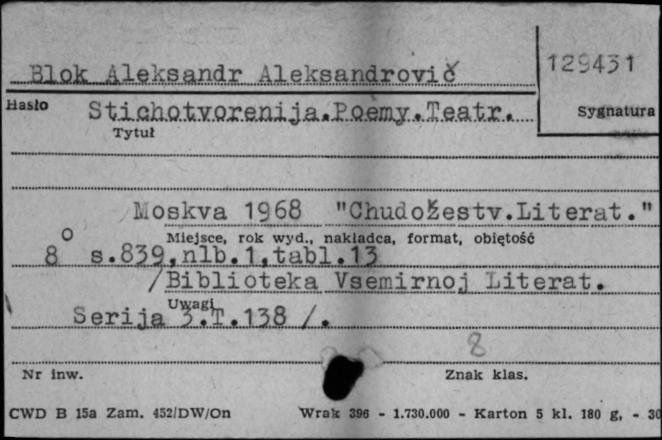 Blok Aleksandr Aleksandrovič
129431
Hasło
Stichotvorenija.Poemy.Teatr.
Sygnatura
Tytuł
Moskva 1968 "Chudožestv.Literat."
Miejsce, rok wyd., nakładca, format, objętość
8° s.839,nlb.1,tabl.13
/Biblioteka Vsemirnoj Literat.
Uwagi
Serija 3.T.138 /.
8
Nr inw.
Znak klas.
CWD B 15a Zam. 452/DW/On Wrak 396 - 1.730.000 - Karton 5 kl. 180 g, - 30